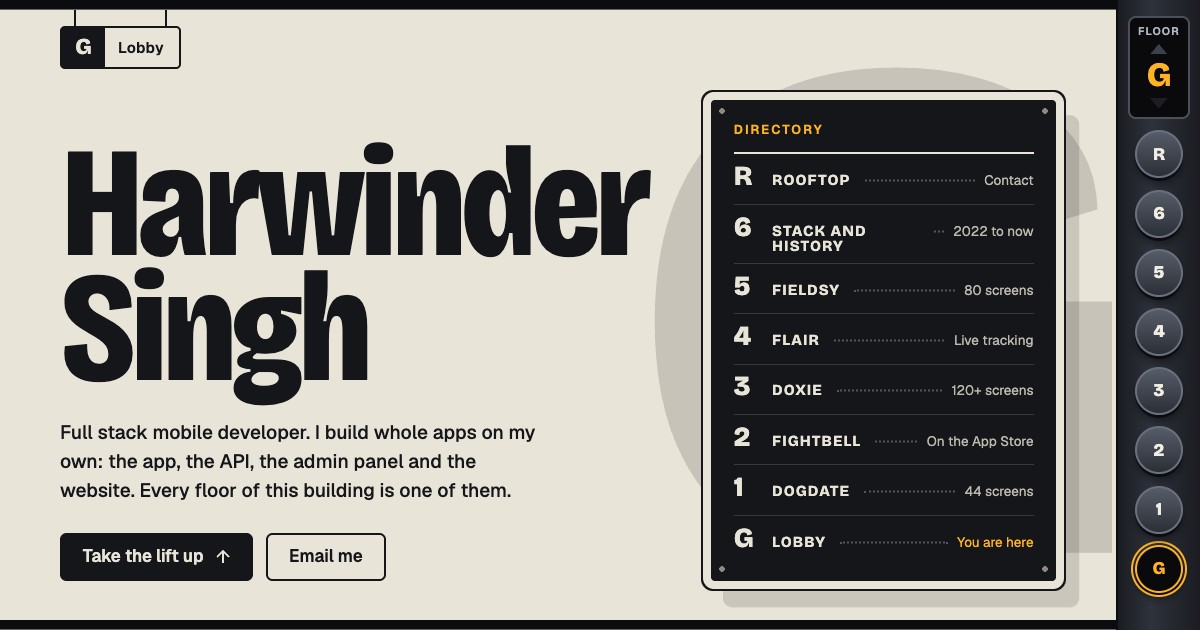 G Lobby
Harwinder
Singh
Full stack mobile developer. I build whole apps on my
own: the app, the API, the admin panel and the
website. Every floor of this building is one of them.
Take the lift up ↑
Email me
DIRECTORY
R ROOFTOP Contact
6 STACK AND
HISTORY 2022 to now
5 FIELDSY 80 screens
4 FLAIR Live tracking
3 DOXIE 120+ screens
2 FIGHTBELL On the App Store
1 DOGDATE 44 screens
G LOBBY You are here
FLOOR
G
R
6
5
4
3
2
1
G